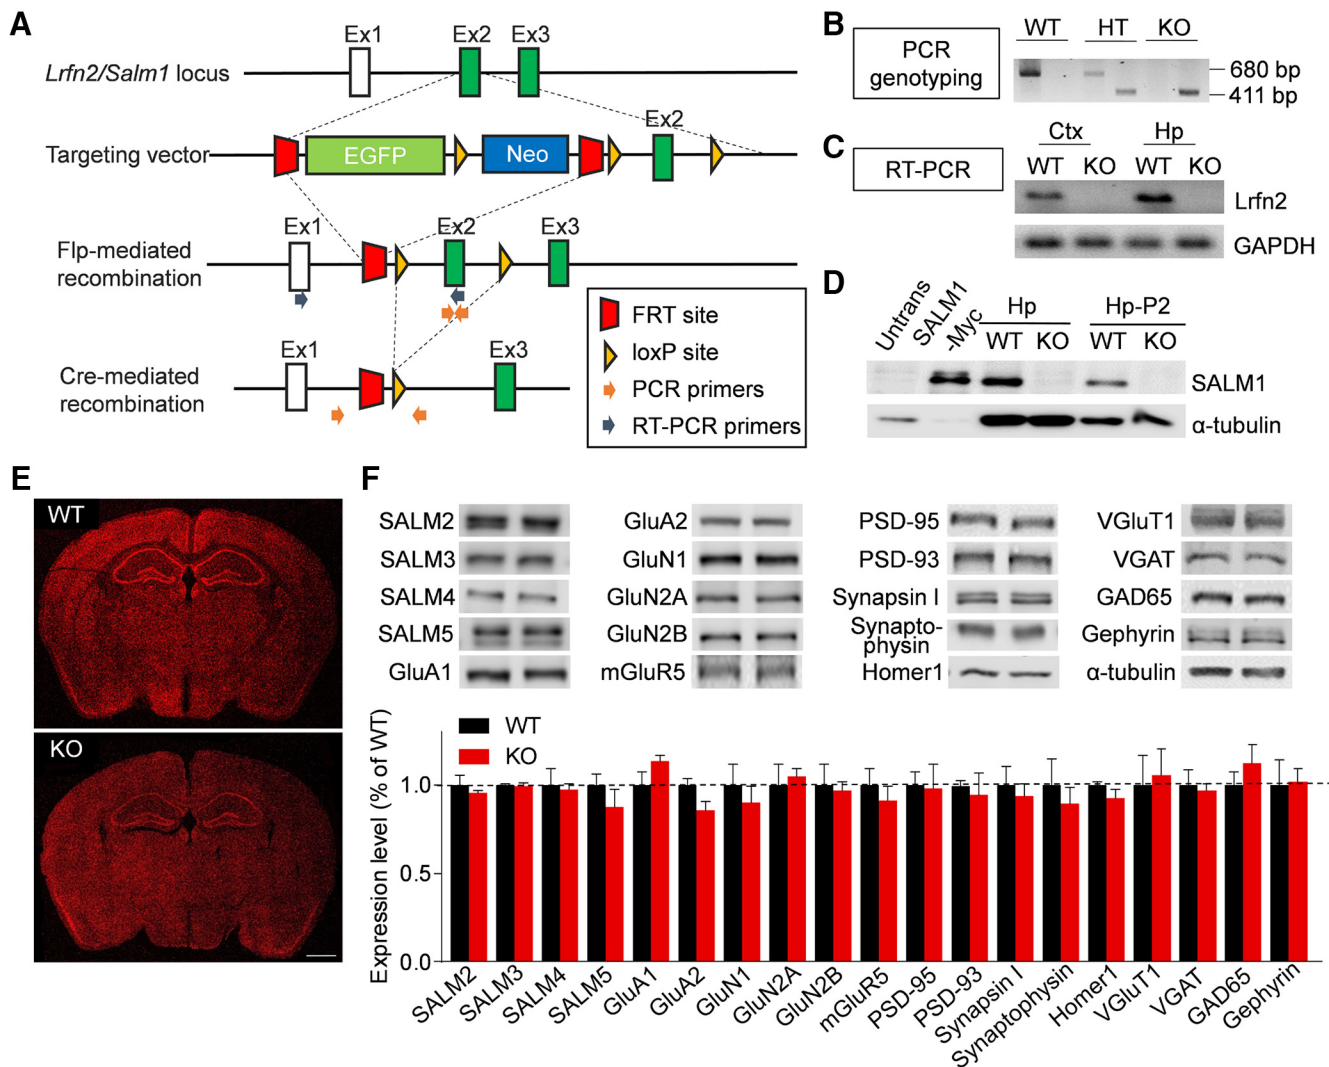 A
Ex1 Ex2 Ex3
Lrfn2/Salm1 locus
Ex2
Targeting vector
EGFP
Neo
Ex1 Ex2 Ex3
Flp-mediated
recombination
Ex1 Ex3
Cre-mediated
recombination
FRT site
loxP site
PCR primers
RT-PCR primers
B
PCR
genotyping
WT HT KO
680 bp
411 bp
C
RT-PCR
Ctx Hp
WT KO WT KO
Lrfn2
GAPDH
D
Untrans
SALM1
-Myc
Hp Hp-P2
WT KO WT KO
SALM1
α-tubulin
E
WT
KO
F
SALM2
SALM3
SALM4
SALM5
GluA1
GluA2
GluN1
GluN2A
GluN2B
mGluR5
PSD-95
PSD-93
Synapsin I
Synapto-
physin
Homer1
VGluT1
VGAT
GAD65
Gephyrin
α-tubulin
Expression level (% of WT)
WT
KO
1.0
0.5
0.0
SALM2
SALM3
SALM4
SALM5
GluA1
GluA2
GluN1
GluN2A
GluN2B
mGluR5
PSD-95
PSD-93
Synapsin I
Synaptophysin
Homer1
VGluT1
VGAT
GAD65
Gephyrin